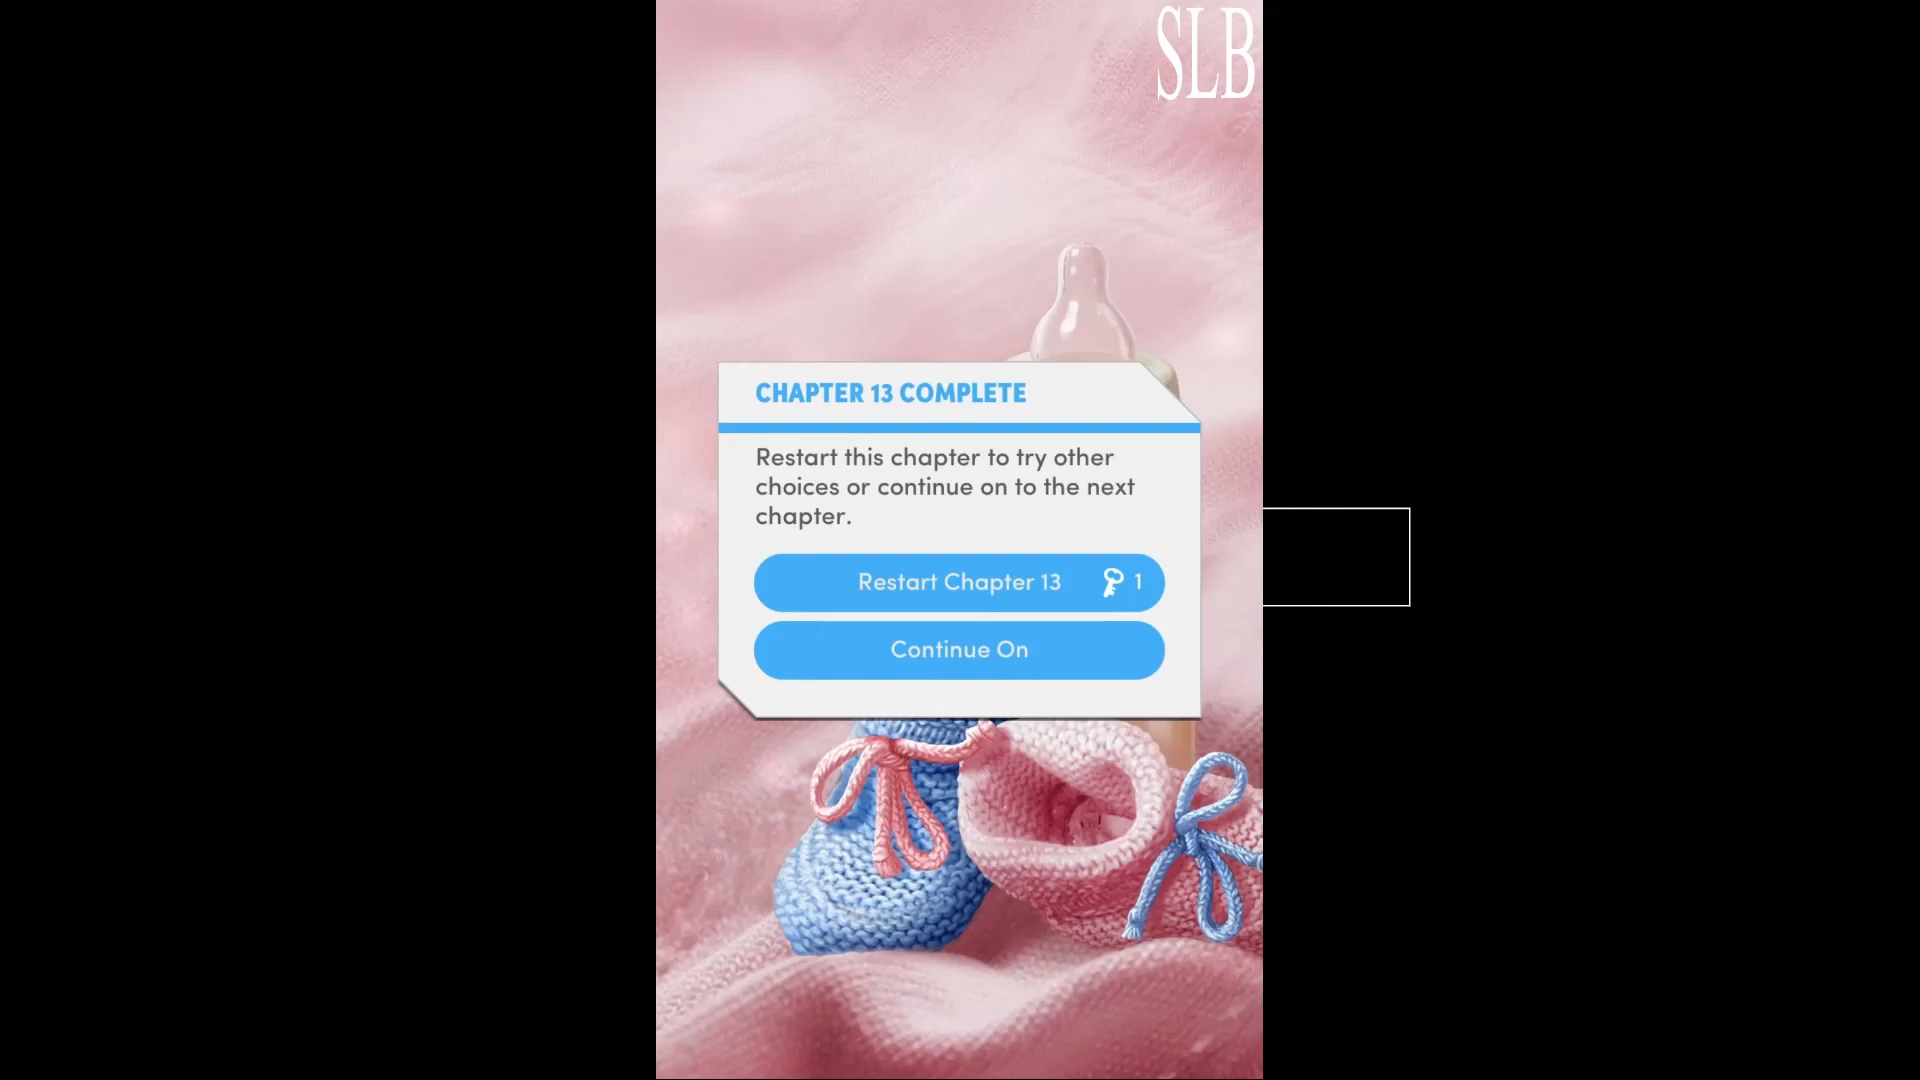 SLB
CHAPTER 13 COMPLETE
Restart this chapter to try other
choices or continue on to the next
chapter.
Restart Chapter 13 1
Continue On